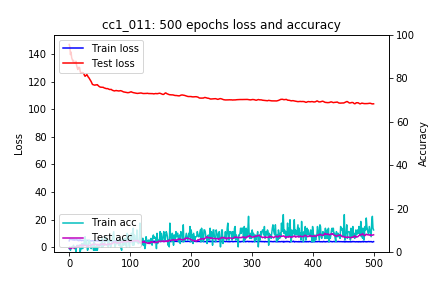 cc1_011: 500 epochs loss and accuracy
Train loss
Test loss
Train acc
Test acc
Loss
Accuracy
0
20
40
60
80
100
120
140
0
20
40
60
80
100
0
100
200
300
400
500